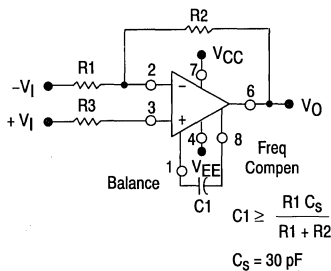 R2
VCC
R1
–VI
2
7
–
6
VO
R3
+VI
3
+
4
8
VEE
1
Freq
Compen
Balance
C1
C1 ≥ R1 CS
R1 + R2
CS = 30 pF